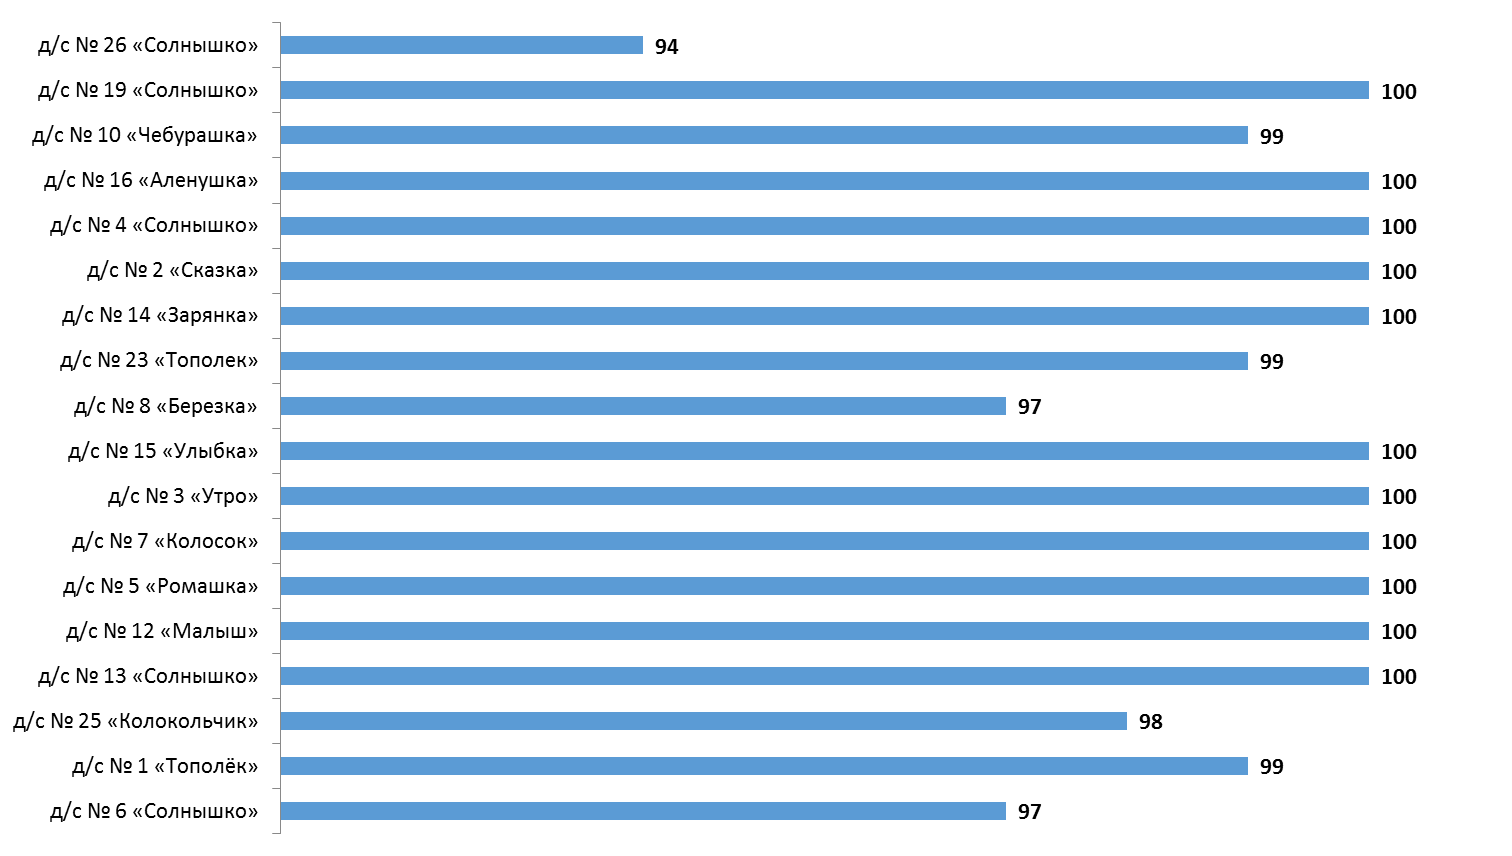 д/с № 26 «Солнышко» 94
д/с № 19 «Солнышко» 100
д/с № 10 «Чебурашка» 99
д/с № 16 «Аленушка» 100
д/с № 4 «Солнышко» 100
д/с № 2 «Сказка» 100
д/с № 14 «Зарянка» 100
д/с № 23 «Тополек» 99
д/с № 8 «Березка» 97
д/с № 15 «Улыбка» 100
д/с № 3 «Утро» 100
д/с № 7 «Колосок» 100
д/с № 5 «Ромашка» 100
д/с № 12 «Малыш» 100
д/с № 13 «Солнышко» 100
д/с № 25 «Колокольчик» 98
д/с № 1 «Тополёк» 99
д/с № 6 «Солнышко» 97